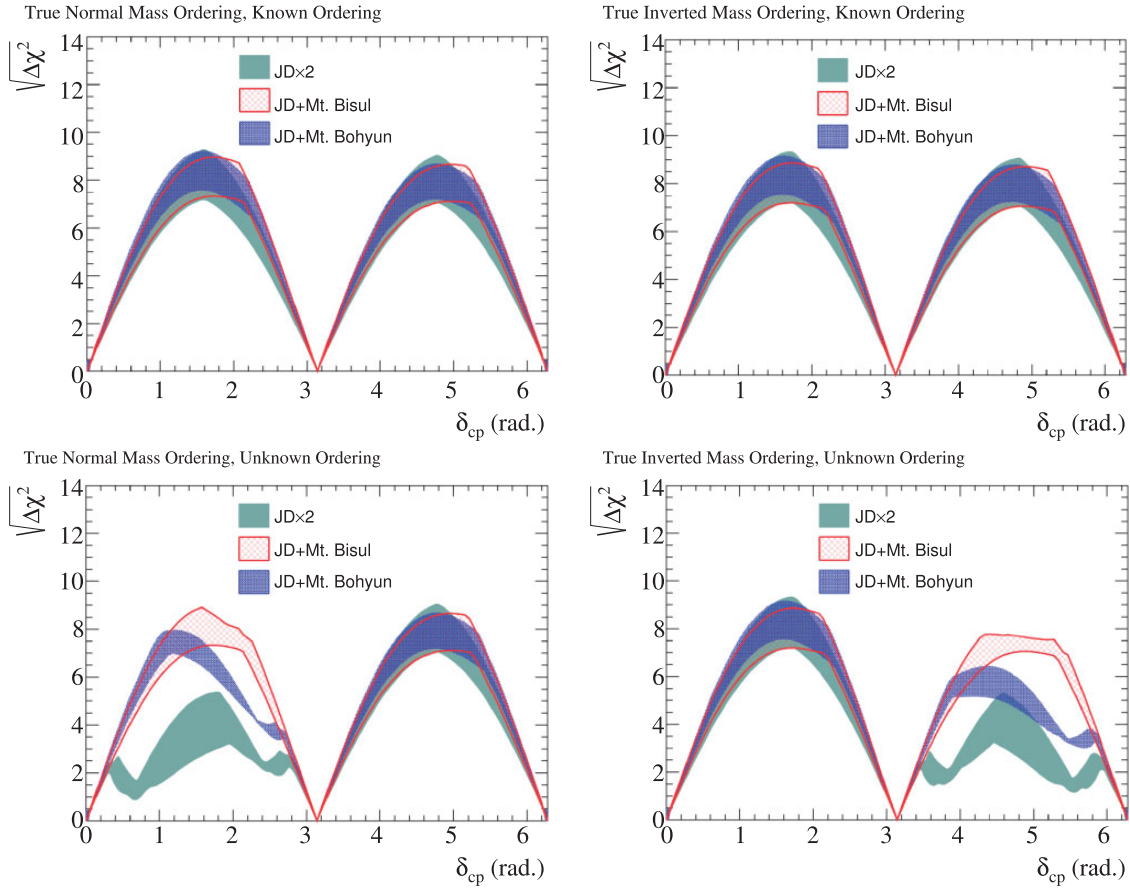 True Normal Mass Ordering, Known Ordering
√Δχ²
14
12
10
8
6
4
2
0
JD×2
JD+Mt. Bisul
JD+Mt. Bohyun
0 1 2 3 4 5 6
δcp (rad.)
True Inverted Mass Ordering, Known Ordering
√Δχ²
14
12
10
8
6
4
2
0
JD×2
JD+Mt. Bisul
JD+Mt. Bohyun
0 1 2 3 4 5 6
δcp (rad.)
True Normal Mass Ordering, Unknown Ordering
√Δχ²
14
12
10
8
6
4
2
0
JD×2
JD+Mt. Bisul
JD+Mt. Bohyun
0 1 2 3 4 5 6
δcp (rad.)
True Inverted Mass Ordering, Unknown Ordering
√Δχ²
14
12
10
8
6
4
2
0
JD×2
JD+Mt. Bisul
JD+Mt. Bohyun
0 1 2 3 4 5 6
δcp (rad.)